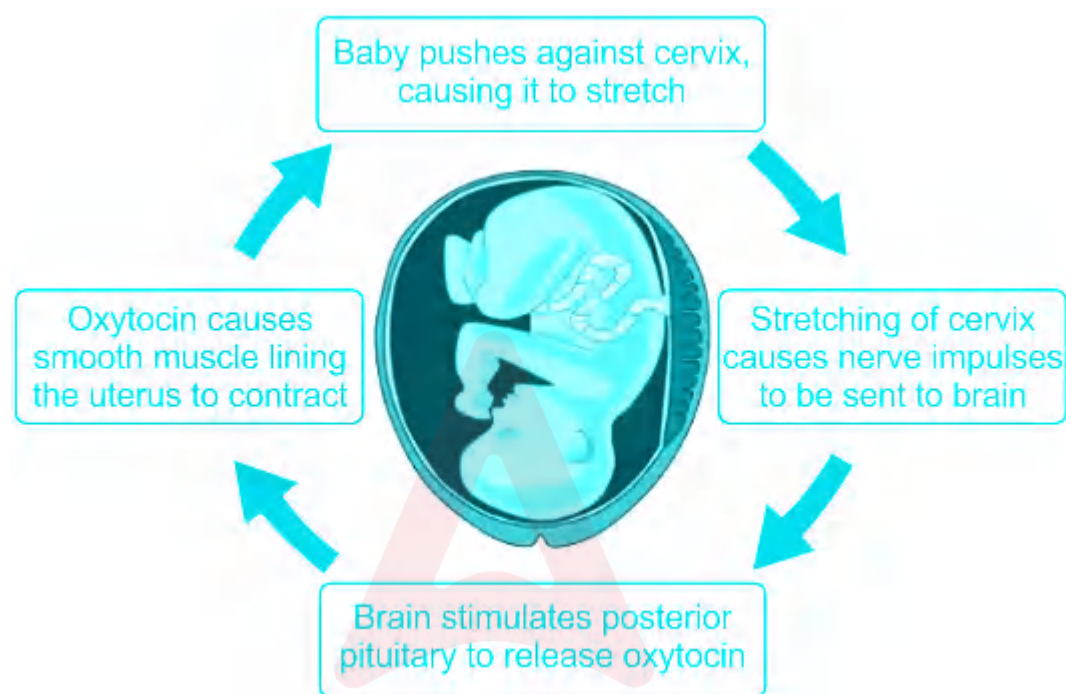 Baby pushes against cervix,
causing it to stretch
Stretching of cervix
causes nerve impulses
to be sent to brain
Brain stimulates posterior
pituitary to release oxytocin
Oxytocin causes
smooth muscle lining
the uterus to contract